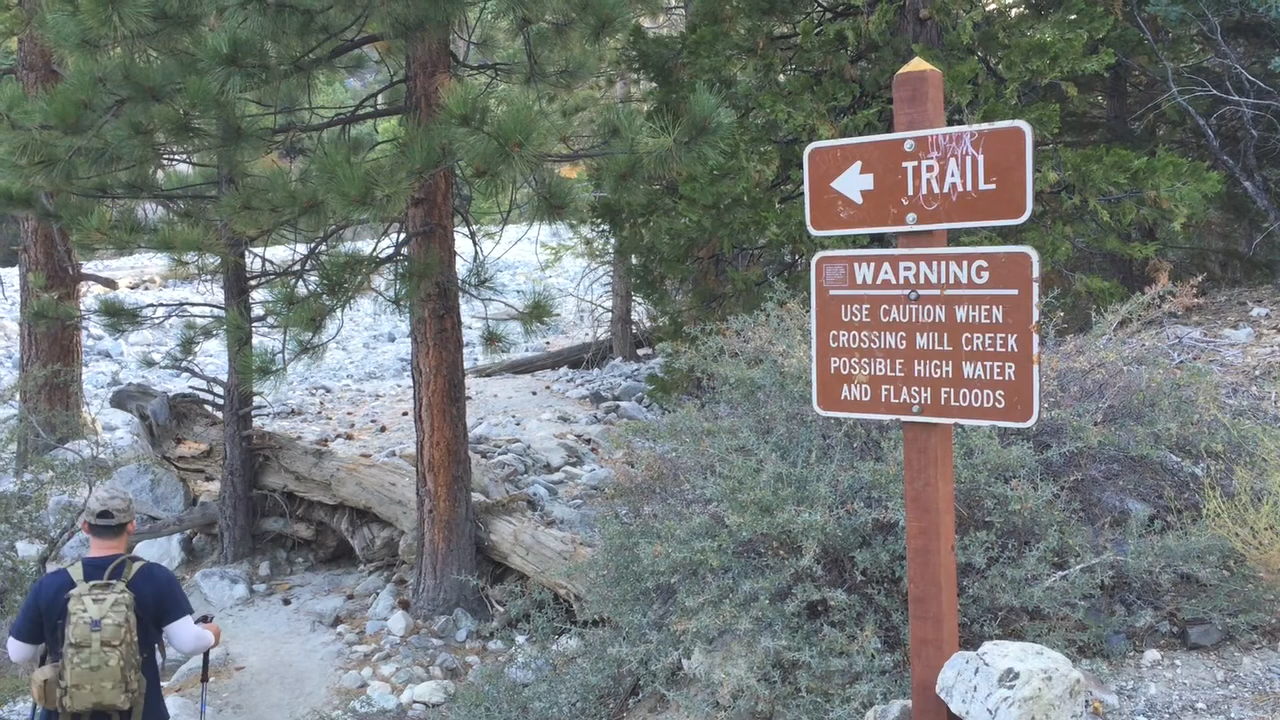 TRAIL
WARNING
USE CAUTION WHEN
CROSSING MILL CREEK
POSSIBLE HIGH WATER
AND FLASH FLOODS